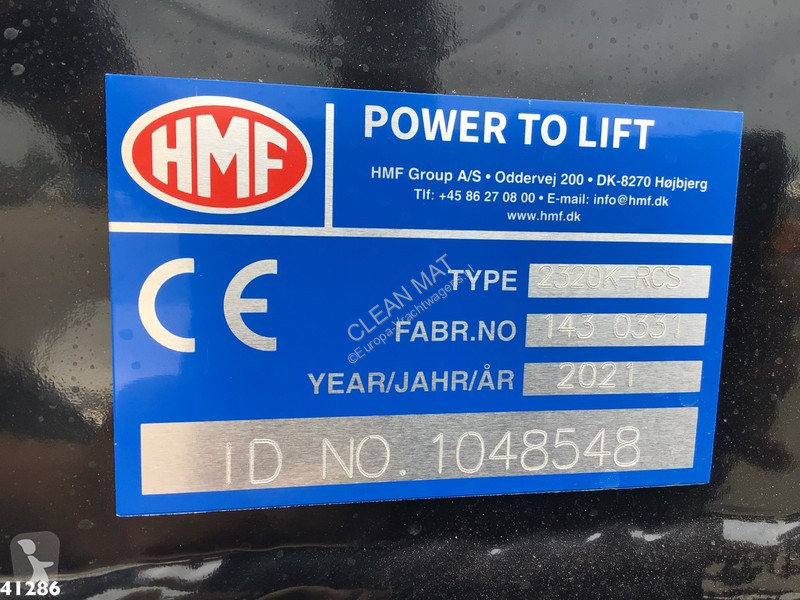 HMF
POWER TO LIFT
HMF Group A/S • Oddervej 200 • DK-8270 Højbjerg
Tlf: +45 86 27 08 00 • E-mail: info@hmf.dk
www.hmf.dk
CE
TYPE 2320K-RCS
FABR.NO 143 0331
YEAR/JAHR/ÅR 2021
ID NO. 1048548
CLEAN MAT
41286